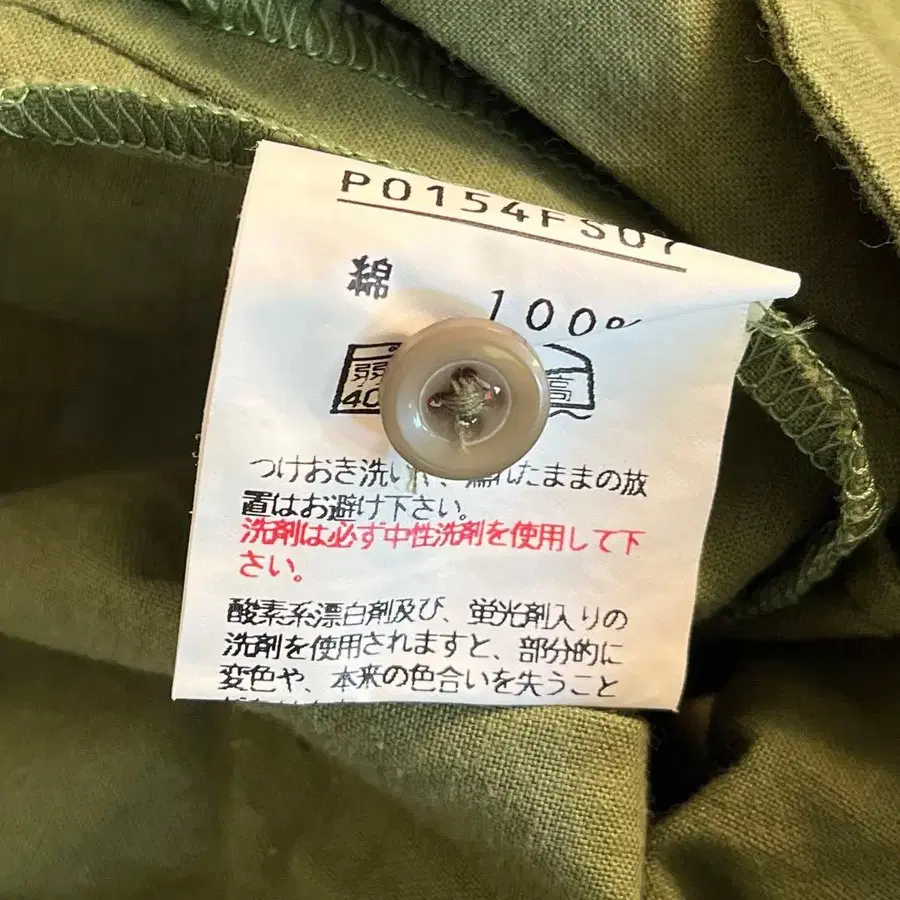 P0154FS07
綿 100%
弱 高
40
つけおき洗い、濡れたままの放
置はお避け下さい。
洗剤は必ず中性洗剤を使用して下
さい。
酸素系漂白剤及び、蛍光剤入りの
洗剤を使用されますと、部分的に
変色や、本来の色合いを失うこと